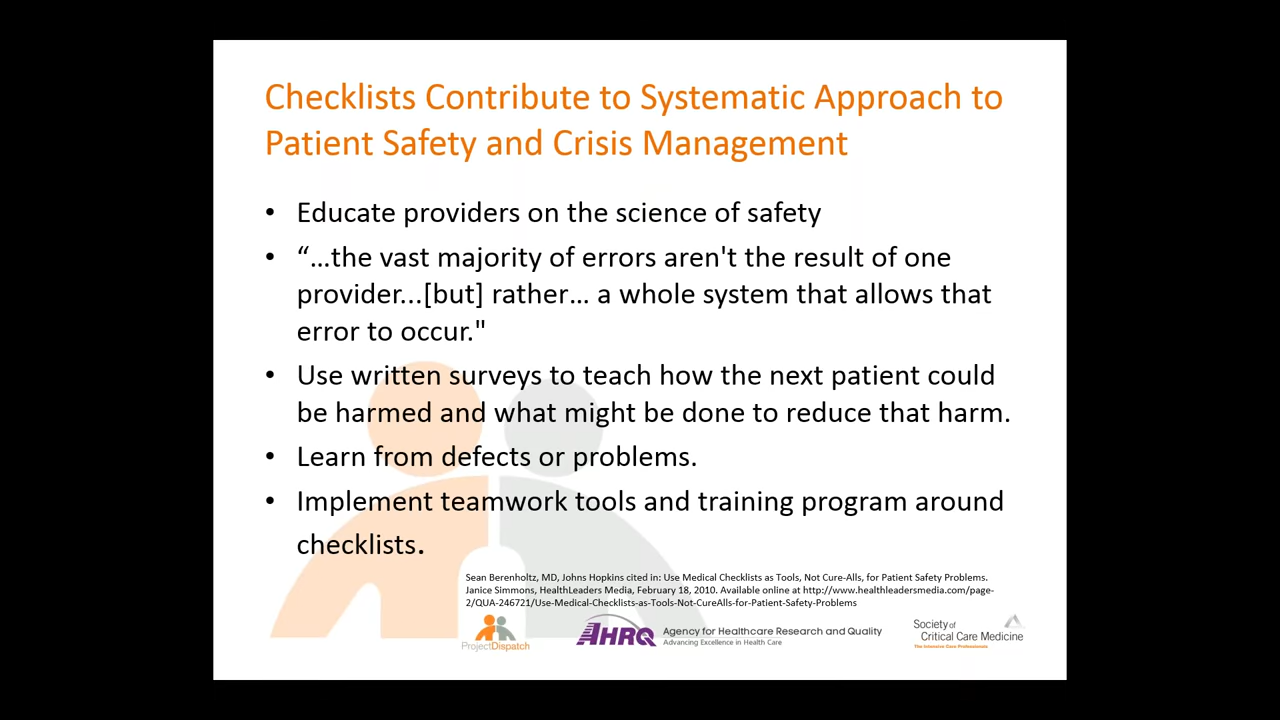 Checklists Contribute to Systematic Approach to
Patient Safety and Crisis Management
• Educate providers on the science of safety
• “…the vast majority of errors aren't the result of one
provider...[but] rather… a whole system that allows that
error to occur."
• Use written surveys to teach how the next patient could
be harmed and what might be done to reduce that harm.
• Learn from defects or problems.
• Implement teamwork tools and training program around
checklists.
Sean Berenholtz, MD, Johns Hopkins cited in: Use Medical Checklists as Tools, Not Cure-Alls, for Patient Safety Problems.
Janice Simmons, HealthLeaders Media, February 18, 2010. Available online at http://www.healthleadersmedia.com/page-
2/QUA-246721/Use-Medical-Checklists-as-Tools-Not-CureAlls-for-Patient-Safety-Problems
ProjectDispatch
AHRQ
Agency for Healthcare Research and Quality
Advancing Excellence in Health Care
Society of
Critical Care Medicine
The Intensive Care Professionals